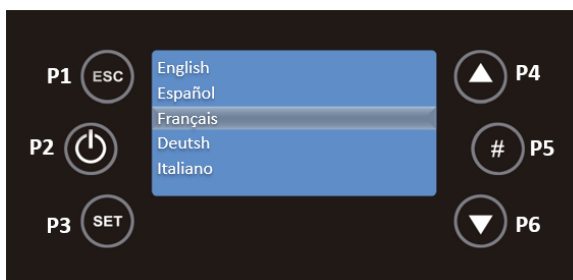 P1 ESC
English
Español
Français
Deutsh
Italiano
P2
P3 SET
P4
# P5
P6